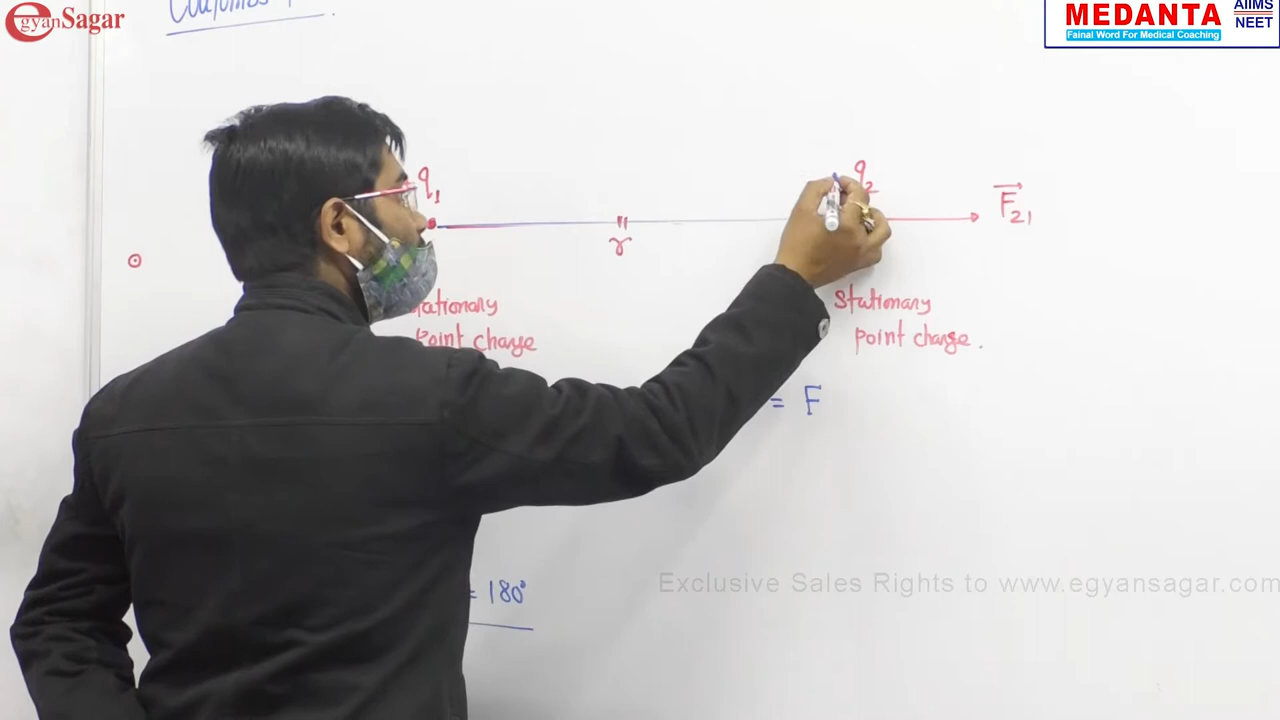 egyanSagar
MEDANTA
AIIMS
NEET
Fainal Word For Medical Coaching
q1
q2
F21
r
Stationary
point charge
Stationary
point charge.
= F
= 180°
Exclusive Sales Rights to www.egyansagar.com